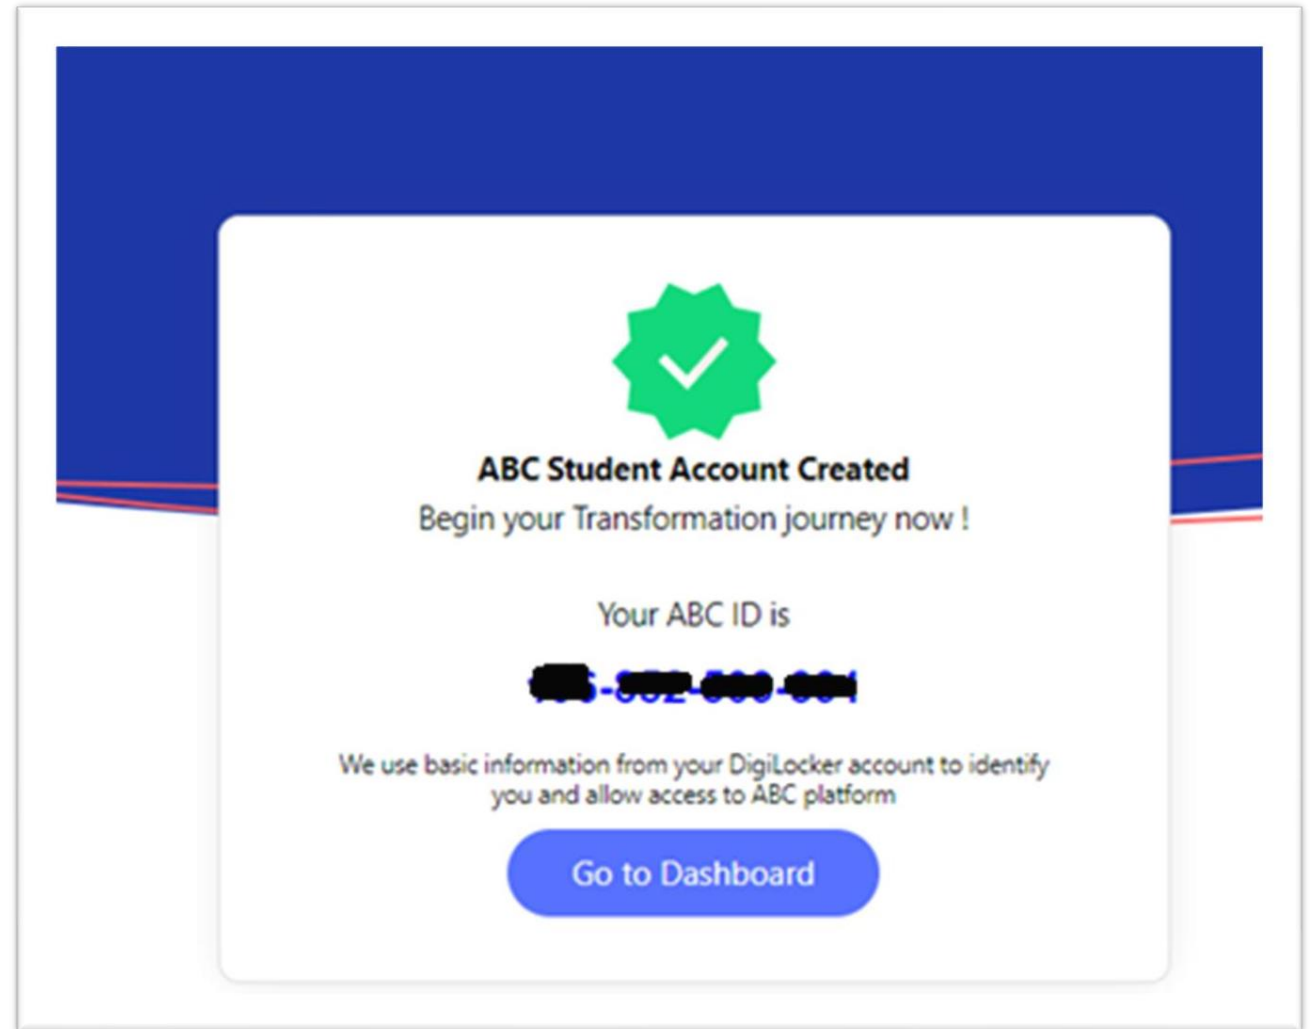 ABC Student Account Created
Begin your Transformation journey now !
Your ABC ID is
We use basic information from your DigiLocker account to identify
you and allow access to ABC platform
Go to Dashboard